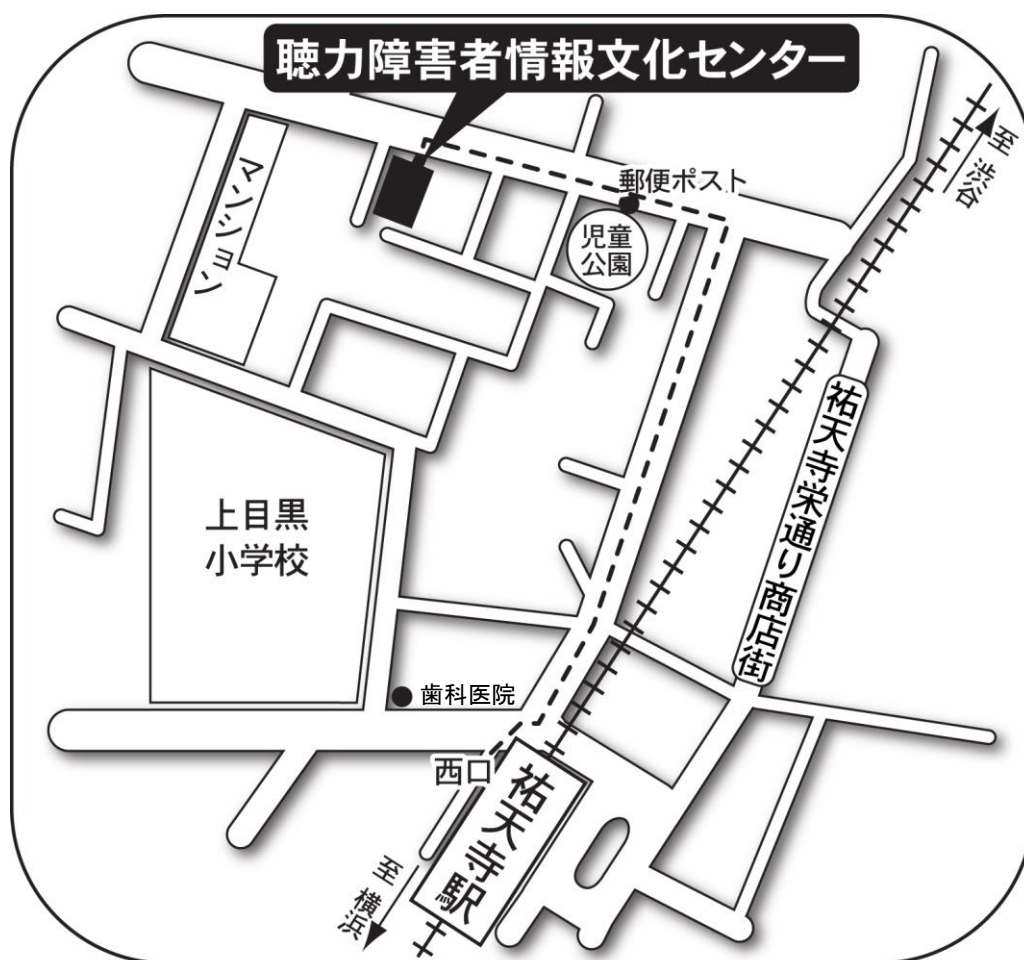 聴力障害者情報文化センター
至 渋谷
郵便ポスト
マンション
児童
公園
祐天寺栄通り商店街
上目黒
小学校
歯科医院
西口
祐天寺駅
至 横浜